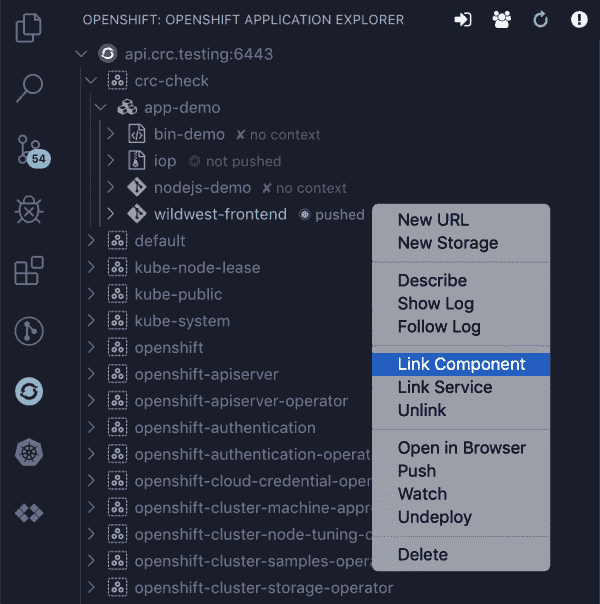 OPENSHIFT: OPENSHIFT APPLICATION EXPLORER
api.crc.testing:6443
crc-check
app-demo
bin-demo ✘ no context
iop not pushed
nodejs-demo ✘ no context
wildwest-frontend pushed
default
kube-node-lease
kube-public
kube-system
openshift
openshift-apiserver
openshift-apiserver-operator
openshift-authentication
openshift-authentication-operat
openshift-cloud-credential-oper
openshift-cluster-machine-appro
openshift-cluster-node-tuning-o
openshift-cluster-samples-opera
openshift-cluster-storage-operator
54
New URL
New Storage
Describe
Show Log
Follow Log
Link Component
Link Service
Unlink
Open in Browser
Push
Watch
Undeploy
Delete